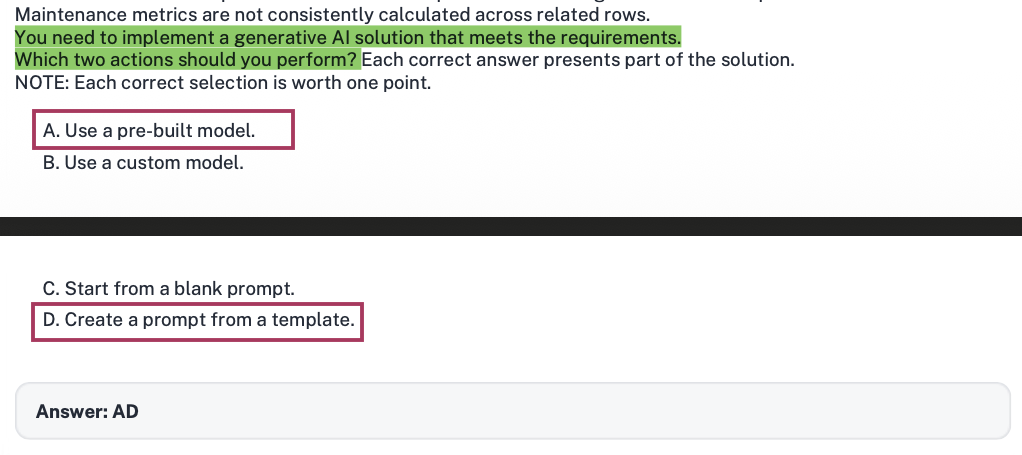 Maintenance metrics are not consistently calculated across related rows.
You need to implement a generative AI solution that meets the requirements.
Which two actions should you perform? Each correct answer presents part of the solution.
NOTE: Each correct selection is worth one point.
A. Use a pre-built model.
B. Use a custom model.
C. Start from a blank prompt.
D. Create a prompt from a template.
Answer: AD